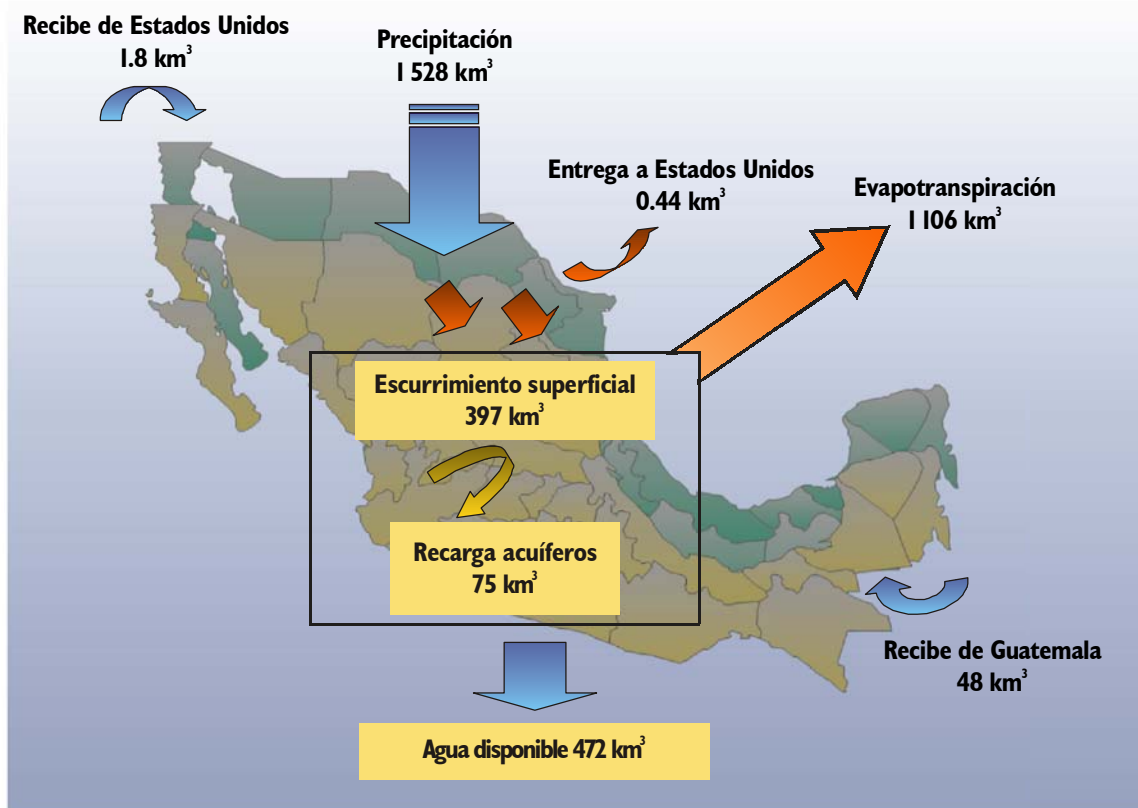 Recibe de Estados Unidos
1.8 km³
Precipitación
1 528 km³
Entrega a Estados Unidos
0.44 km³
Evapotranspiración
1 106 km³
Escurrimiento superficial
397 km³
Recarga acuíferos
75 km³
Recibe de Guatemala
48 km³
Agua disponible 472 km³